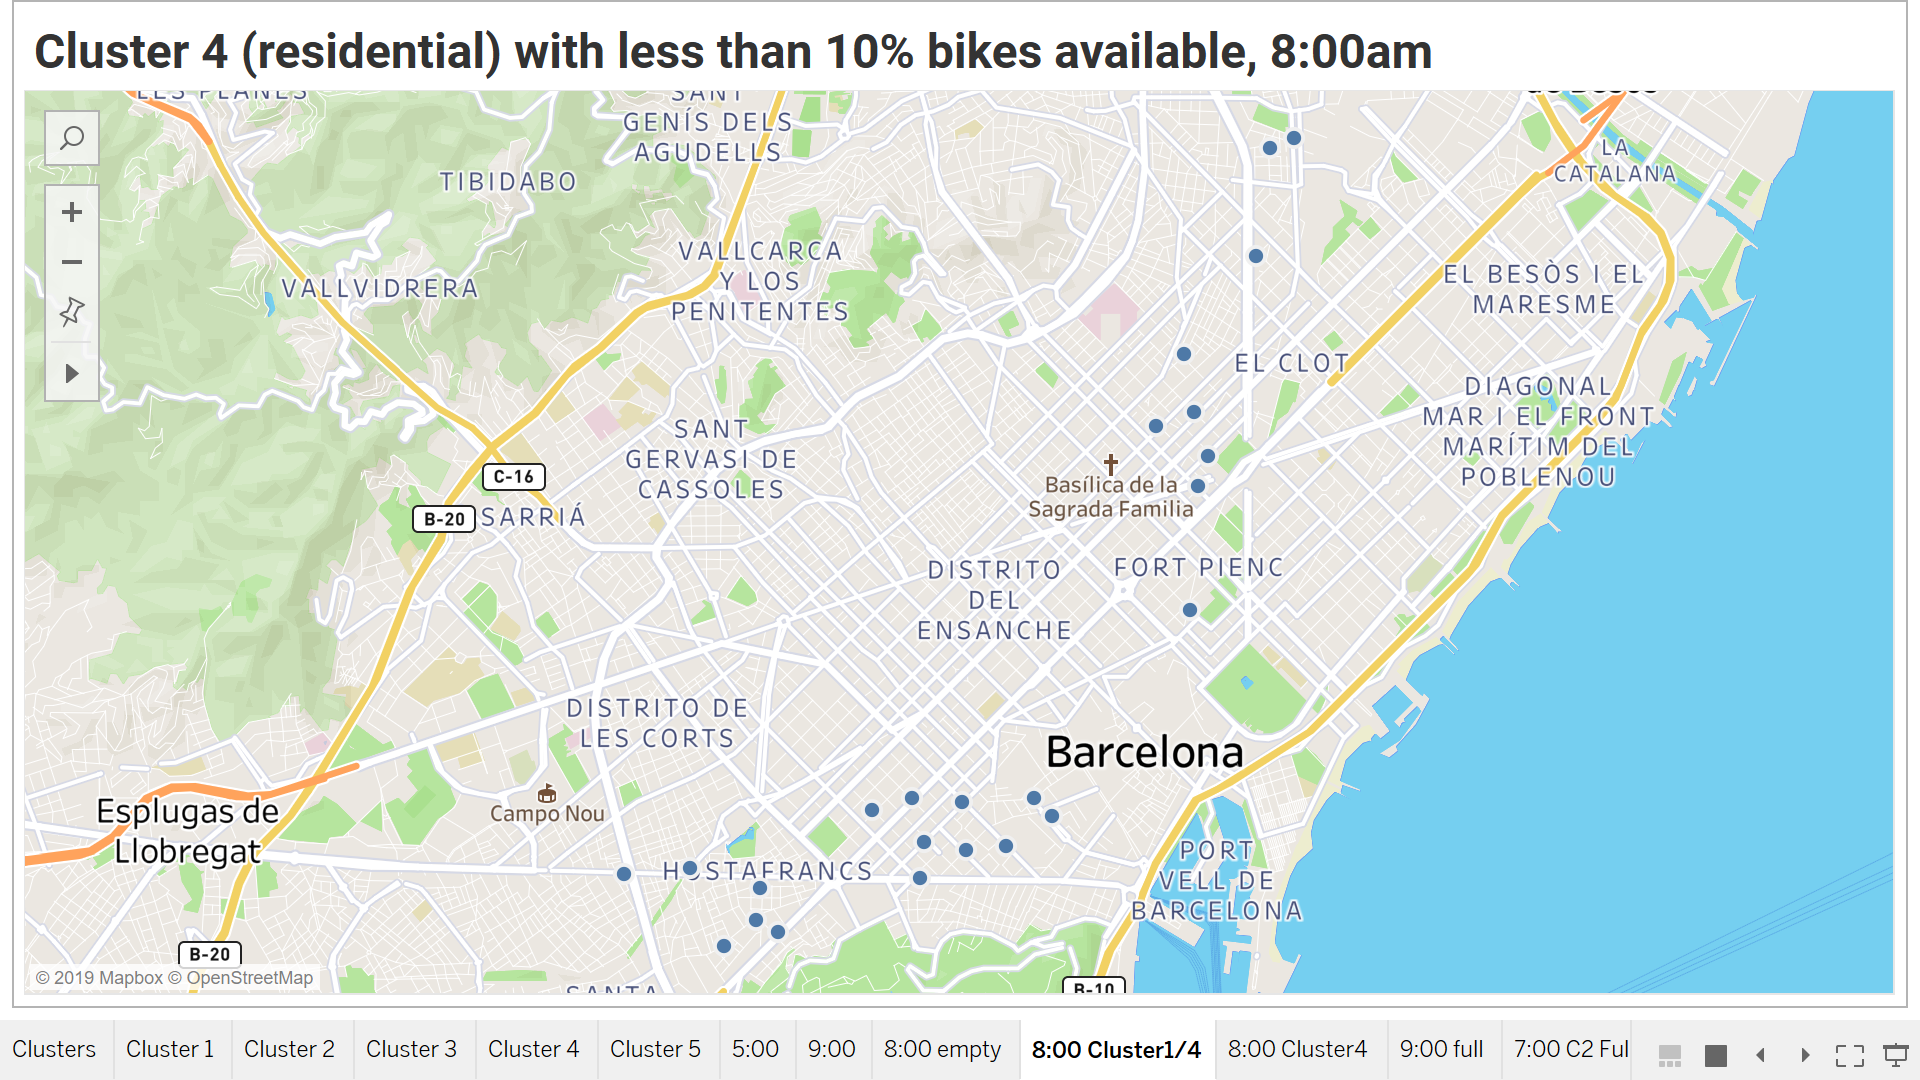 Cluster 4 (residential) with less than 10% bikes available, 8:00am
LES PLANES
SANT
GENÍS DELS
AGUDELLS
TIBIDABO
LA
CATALANA
VALLCARCA
Y LOS
PENITENTES
VALLVIDRERA
EL BESÒS I EL
MARESME
EL CLOT
DIAGONAL
MAR I EL FRONT
MARÍTIM DEL
POBLENOU
SANT
GERVASI DE
CASSOLES
C-16
B-20
SARRIÁ
Basílica de la
Sagrada Familia
DISTRITO
DEL
ENSANCHE
FORT PIENC
DISTRITO DE
LES CORTS
Barcelona
Campo Nou
Esplugas de
Llobregat
HOSTAFRANCS
PORT
VELL DE
BARCELONA
B-20
B-10
SANTA
© 2019 Mapbox © OpenStreetMap
Clusters
Cluster 1
Cluster 2
Cluster 3
Cluster 4
Cluster 5
5:00
9:00
8:00 empty
8:00 Cluster1/4
8:00 Cluster4
9:00 full
7:00 C2 Ful